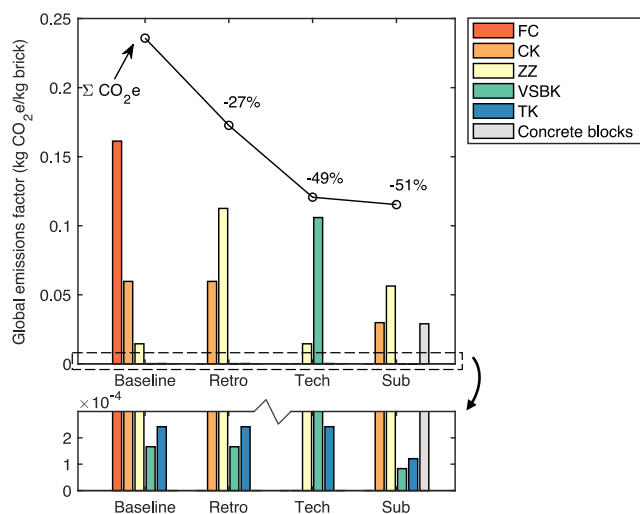 Global emissions factor (kg CO2e/kg brick)
0.25
0.2
0.15
0.1
0.05
0
Σ CO2e
-27%
-49%
-51%
Baseline Retro Tech Sub
FC
CK
ZZ
VSBK
TK
Concrete blocks
×10-4
2
1
0
Baseline Retro Tech Sub